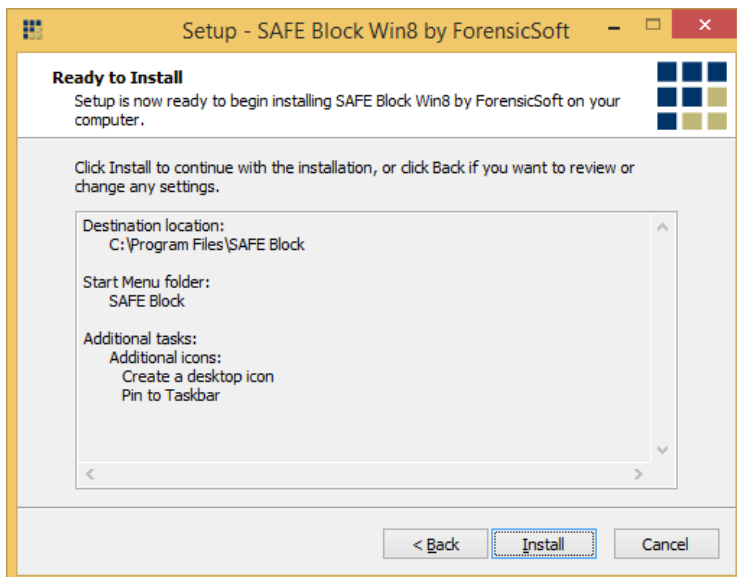 Setup - SAFE Block Win8 by ForensicSoft
Ready to Install
Setup is now ready to begin installing SAFE Block Win8 by ForensicSoft on your
computer.
Click Install to continue with the installation, or click Back if you want to review or
change any settings.
Destination location:
C:\Program Files\SAFE Block
Start Menu folder:
SAFE Block
Additional tasks:
Additional icons:
Create a desktop icon
Pin to Taskbar
< Back Install Cancel